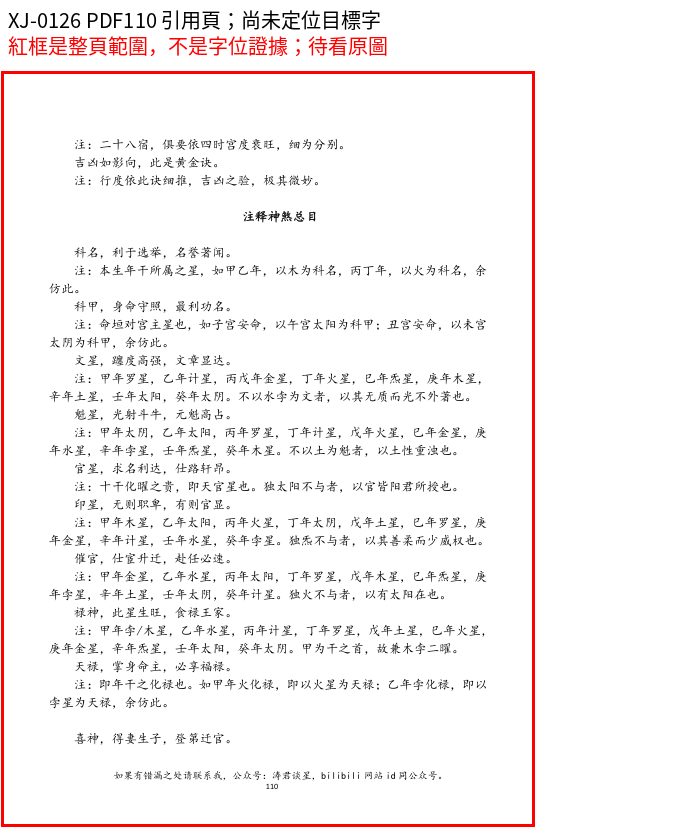 XJ-0126 PDF110 引用頁；尚未定位目標字
紅框是整頁範圍，不是字位證據；待看原圖
注：二十八宿，俱要依四时宫度衰旺，细为分别。
吉凶如影向，此是黄金诀。
注：行度依此诀细推，吉凶之验，极其微妙。
注释神煞总目
科名，利于选举，名誉著闻。
注：本生年干所属之星，如甲乙年，以木为科名，丙丁年，以火为科名，余
仿此。
科甲，身命守照，最利功名。
注：命垣对宫主星也，如子宫安命，以午宫太阳为科甲；丑宫安命，以未宫
太阴为科甲，余仿此。
文星，躔度高强，文章显达。
注：甲年罗星，乙年计星，丙戊年金星，丁年火星，巳年炁星，庚年木星，
辛年土星，壬年太阳，癸年太阴。不以水孛为文者，以其无质而光不外著也。
魁星，光射斗牛，元魁高占。
注：甲年太阴，乙年太阳，丙年罗星，丁年计星，戊年火星，巳年金星，庚
年水星，辛年孛星，壬年炁星，癸年木星。不以土为魁者，以土性重浊也。
官星，求名利达，仕路轩昂。
注：十干化曜之贵，即天官星也。独太阳不与者，以官皆阳君所授也。
印星，无则职卑，有则官显。
注：甲年木星，乙年太阳，丙年火星，丁年太阴，戊年土星，巳年罗星，庚
年金星，辛年计星，壬年水星，癸年孛星。独炁不与者，以其善柔而少威权也。
催官，仕宦升迁，赴任必速。
注：甲年金星，乙年水星，丙年太阳，丁年罗星，戊年木星，巳年炁星，庚
年孛星，辛年土星，壬年太阴，癸年计星。独火不与者，以有太阳在也。
禄神，此星生旺，食禄王家。
注：甲年孛/木星，乙年水星，丙年计星，丁年罗星，戊年土星，巳年火星，
庚年金星，辛年炁星，壬年太阳，癸年太阴。甲为干之首，故兼木孛二曜。
天禄，掌身命主，必享福禄。
注：即年干之化禄也。如甲年火化禄，即以火星为天禄；乙年孛化禄，即以
孛星为天禄，余仿此。
喜神，得妻生子，登第迁官。
如果有错漏之处请联系我，公众号：涛君谈星，bilibili 网站 id 同公众号。
110